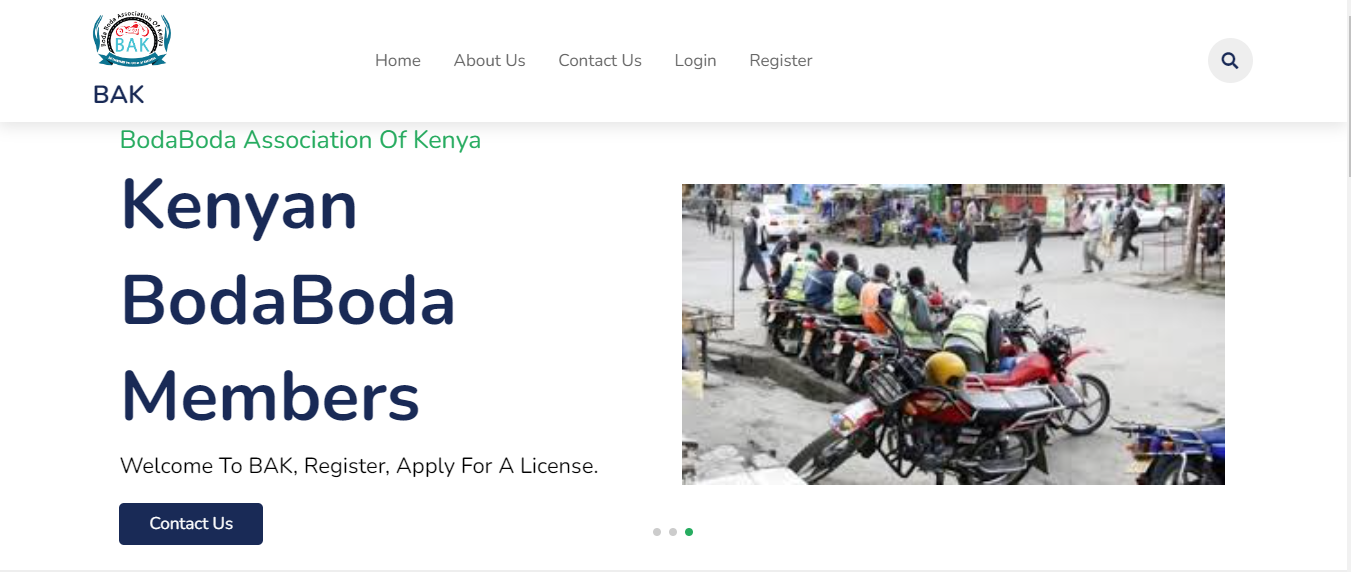 Boda Boda Association Of Kenya
BAK
BAK
Home
About Us
Contact Us
Login
Register
BodaBoda Association Of Kenya
Kenyan
BodaBoda
Members
Welcome To BAK, Register, Apply For A License.
Contact Us